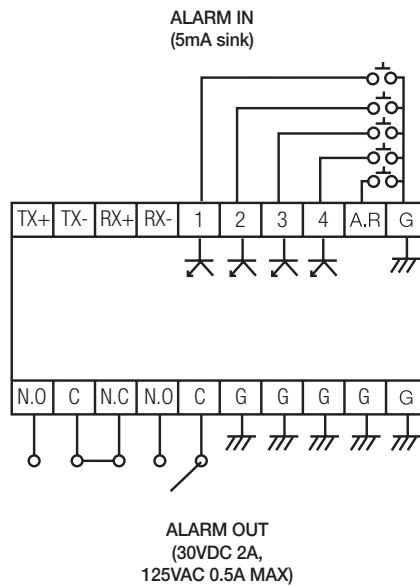 ALARM IN
(5mA sink)
TX+ TX- RX+ RX- 1 2 3 4 A.R G
N.O C N.C N.O C G G G G G
ALARM OUT
(30VDC 2A,
125VAC 0.5A MAX)